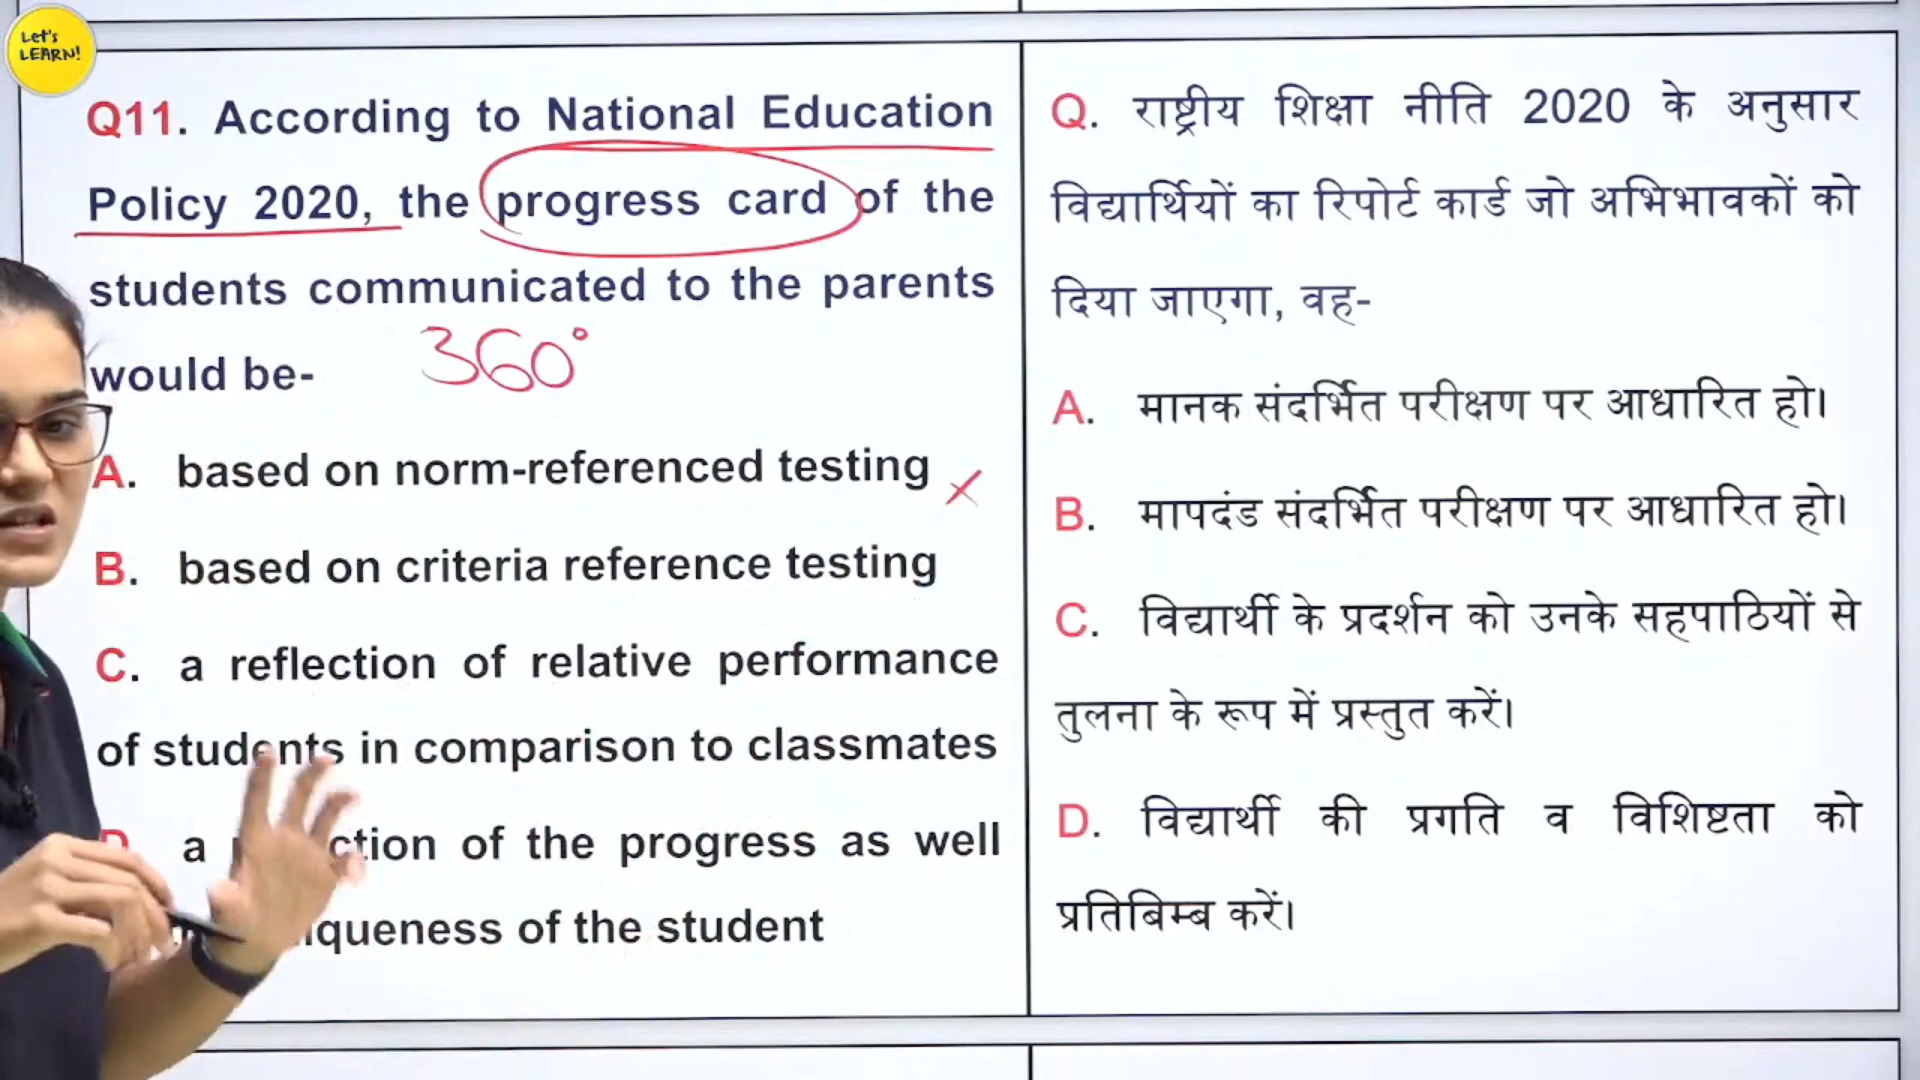 Let's
LEARN!
Q11. According to National Education
Policy 2020, the progress card of the
students communicated to the parents
would be-
360°
A. based on norm-referenced testing
B. based on criteria reference testing
C. a reflection of relative performance
of students in comparison to classmates
D. a of the progress as well
of the student
Q. राष्ट्रीय शिक्षा नीति 2020 के अनुसार
विद्यार्थियों का रिपोर्ट कार्ड जो अभिभावकों को
दिया जाएगा, वह-
A. मानक संदर्भित परीक्षण पर आधारित हो।
B. मापदंड संदर्भित परीक्षण पर आधारित हो।
C. विद्यार्थी के प्रदर्शन को उनके सहपाठियों से
तुलना के रूप में प्रस्तुत करें।
D. विद्यार्थी की प्रगति व विशिष्टता को
प्रतिबिम्ब करें।